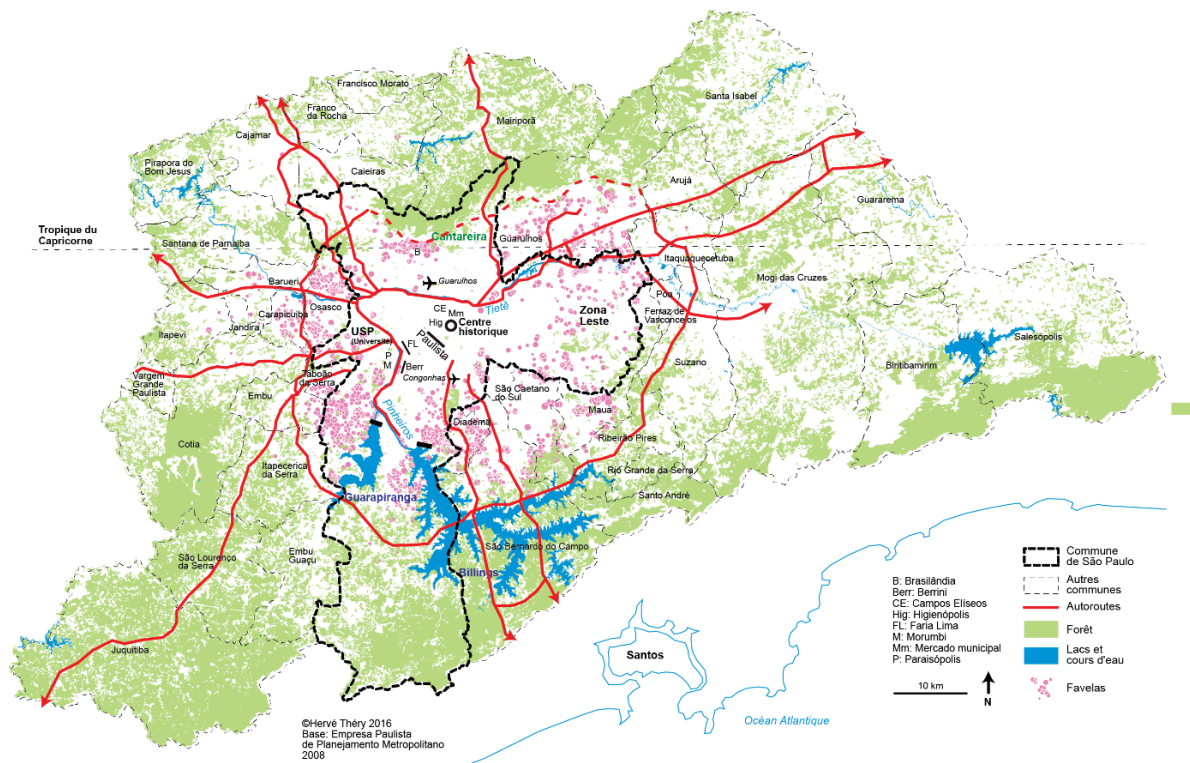 Francisco Morato
Franco
da Rocha
Cajamar
Mairiporã
Santa Isabel
Pirapora do
Bom Jesus
Caieiras
Arujá
Guararema
Tropique du
Capricorne
Santana de Parnaíba
Cantareira
Guarulhos
B
Guarulhos
Itaquaquecetuba
Mogi das Cruzes
Barueri
Osasco
Carapicuiba
Jandira
Itapevi
Tietê
CE
Mm
Hig
Centre
historique
Paulista
Zona
Leste
Poa
Ferraz de
Vasconcelos
USP
(Université)
FL
P
M
Berr
Congonhas
Suzano
Biritibamirim
Salesópolis
Vargem
Grande
Paulista
Taboão
da Serra
Embu
São Caetano
do Sul
Maua
Diadema
Pinheiros
Cotia
Ribeirão Pires
Itapecerica
da Serra
Rio Grande da Serra
Guarapiranga
Santo André
São Lourenço
da Serra
Embu
Guaçu
São Bernardo do Campo
Billings
Juquitiba
Santos
Océan Atlantique
B: Brasilândia
Berr: Berrini
CE: Campos Elíseos
Hig: Higienópolis
FL: Faria Lima
M: Morumbi
Mm: Mercado municipal
P: Paraisópolis
10 km
N
Commune
de São Paulo
Autres
communes
Autoroutes
Forêt
Lacs et
cours d'eau
Favelas
©Hervé Théry 2016
Base: Empresa Paulista
de Planejamento Metropolitano
2008